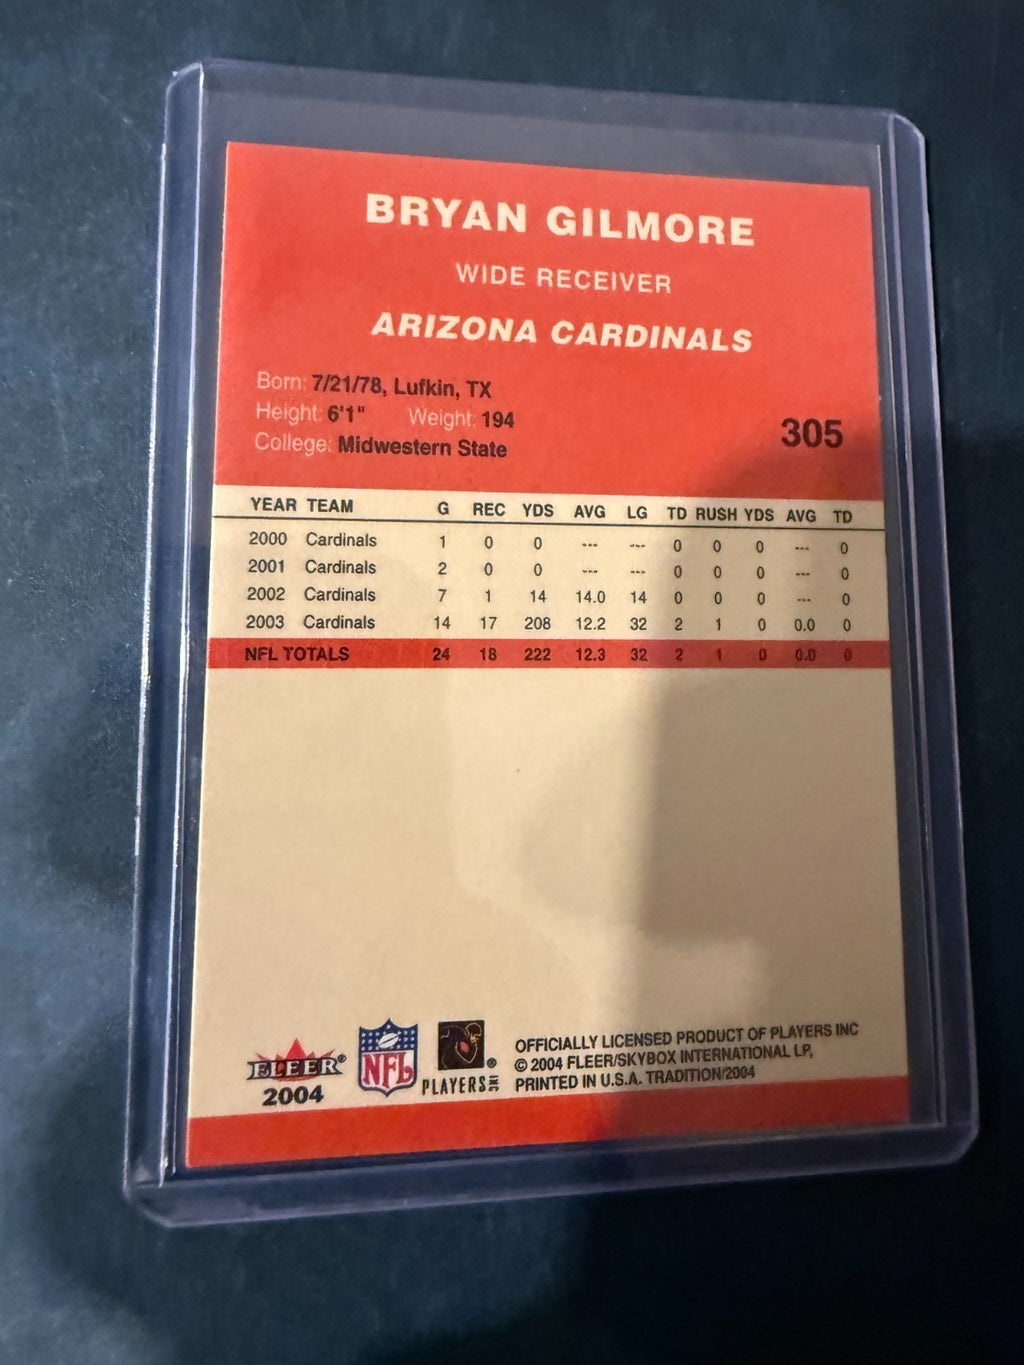 BRYAN GILMORE
WIDE RECEIVER
ARIZONA CARDINALS
Born: 7/21/78, Lufkin, TX
Height: 6'1" Weight: 194
College: Midwestern State
305
YEAR TEAM G REC YDS AVG LG TD RUSH YDS AVG TD
2000 Cardinals 1 0 0 --- --- 0 0 0 --- 0
2001 Cardinals 2 0 0 --- --- 0 0 0 --- 0
2002 Cardinals 7 1 14 14.0 14 0 0 0 --- 0
2003 Cardinals 14 17 208 12.2 32 2 1 0 0.0 0
NFL TOTALS 24 18 222 12.3 32 2 1 0 0.0 0
FLEER®
2004
NFL
PLAYERS INC ®
OFFICIALLY LICENSED PRODUCT OF PLAYERS INC
© 2004 FLEER/SKYBOX INTERNATIONAL LP,
PRINTED IN U.S.A. TRADITION/2004